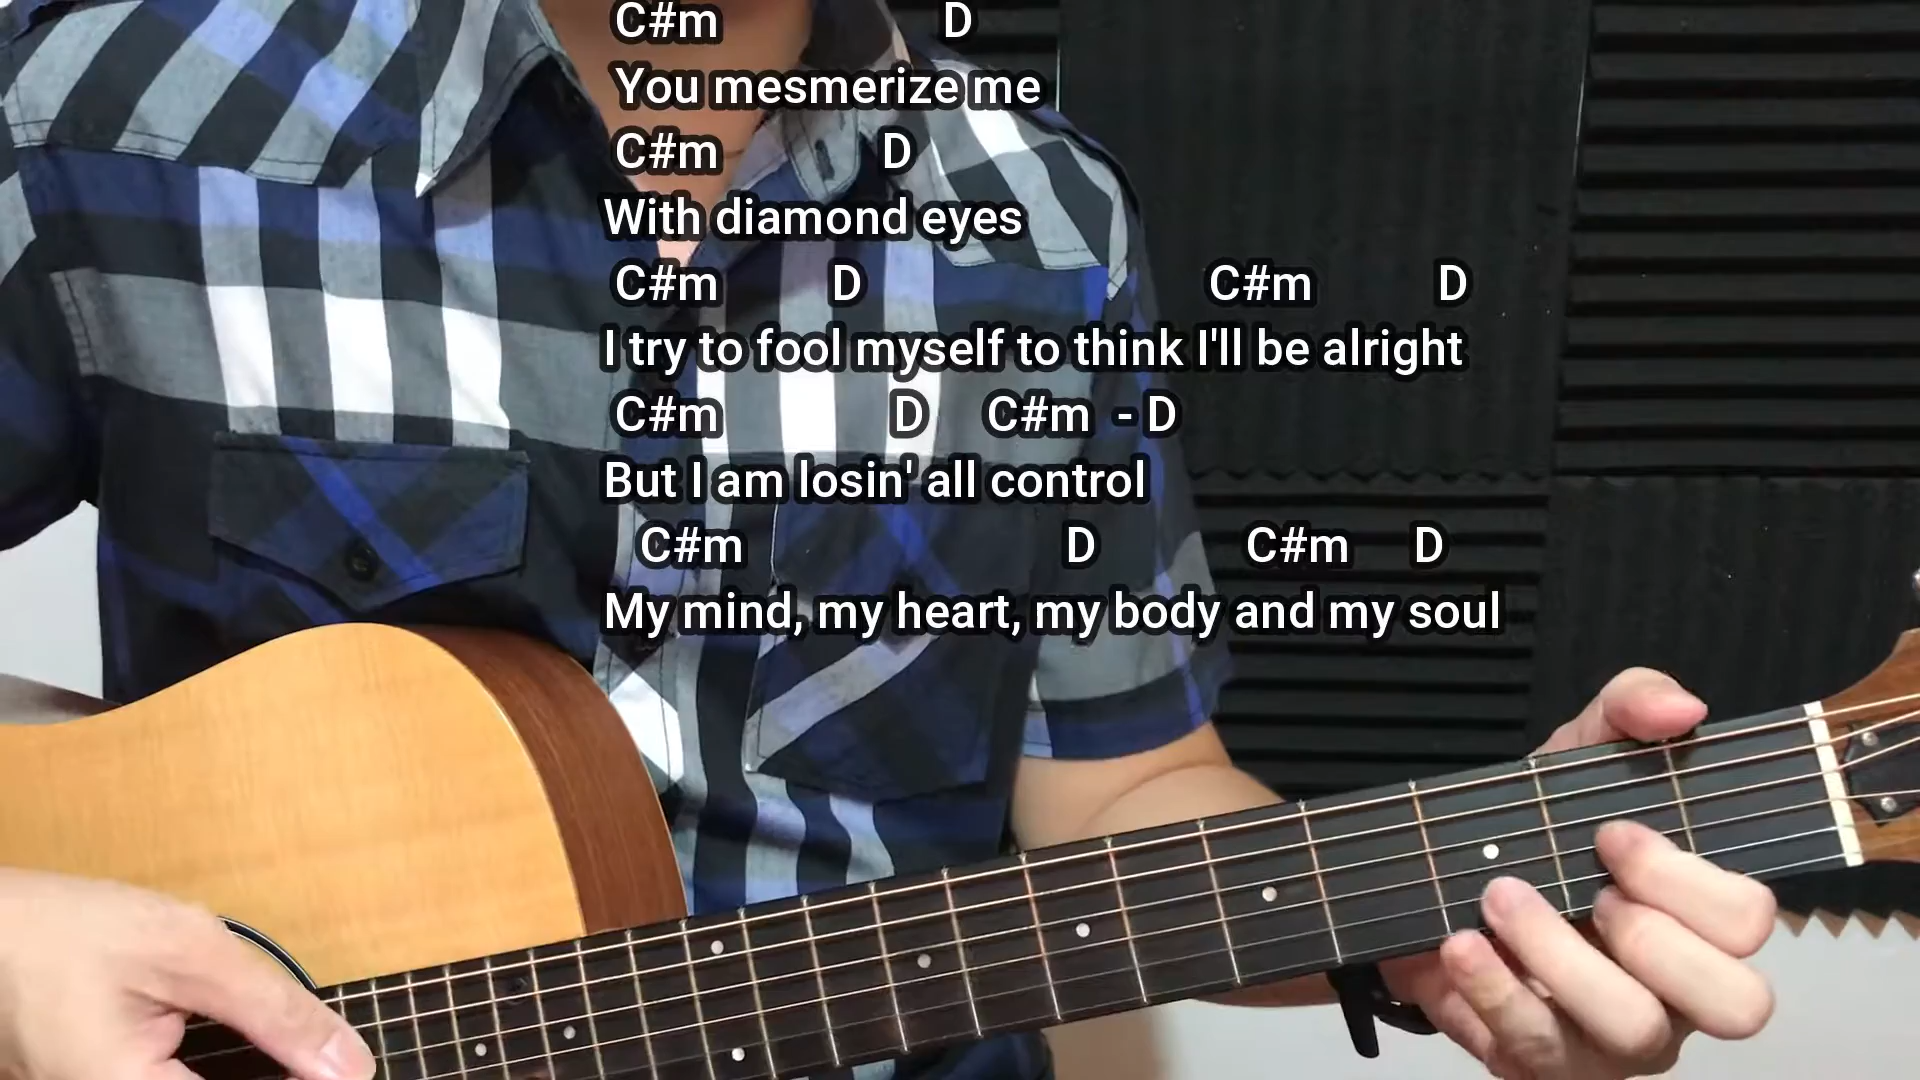 C#m D
You mesmerize me
C#m D
With diamond eyes
C#m D C#m D
I try to fool myself to think I'll be alright
C#m D C#m - D
But I am losin' all control
C#m D C#m D
My mind, my heart, my body and my soul